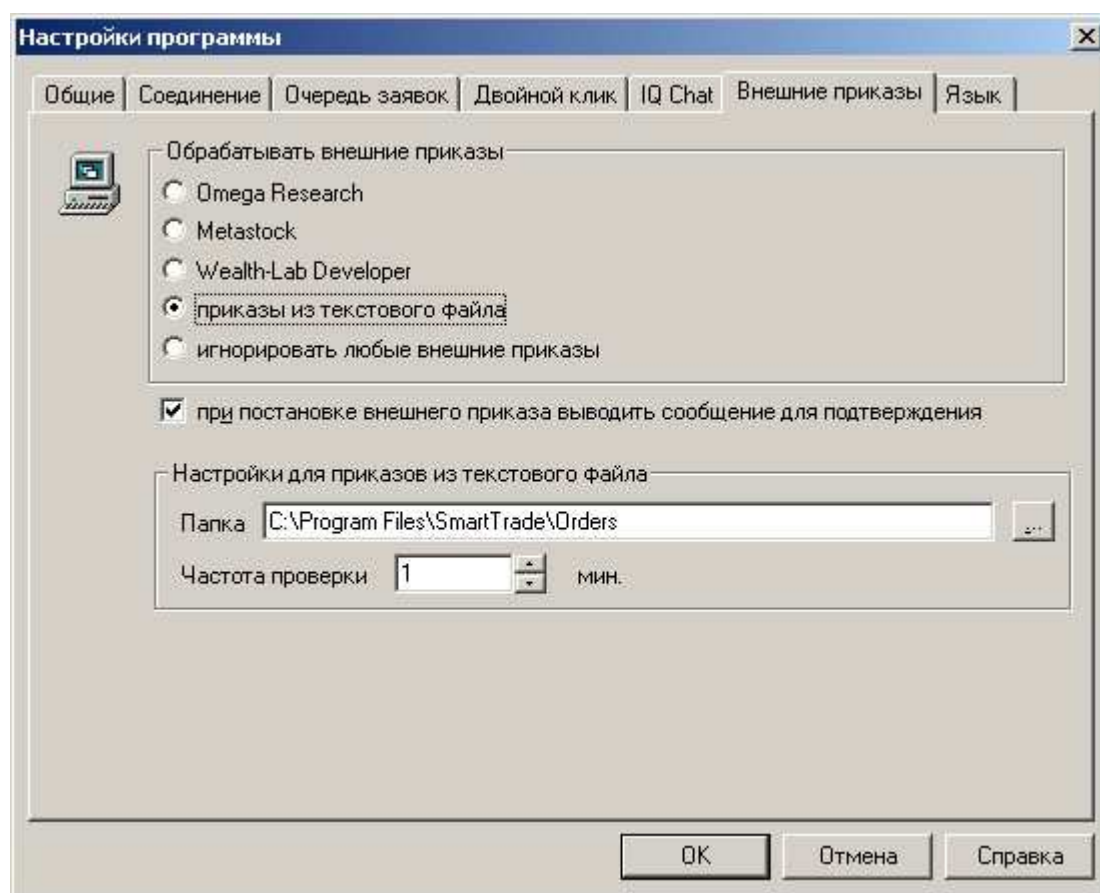 Настройки программы
Общие Соединение Очередь заявок Двойной клик IQ Chat Внешние приказы Язык
Обрабатывать внешние приказы
Omega Research
Metastock
Wealth-Lab Developer
приказы из текстового файла
игнорировать любые внешние приказы
при постановке внешнего приказа выводить сообщение для подтверждения
Настройки для приказов из текстового файла
Папка C:\Program Files\SmartTrade\Orders ...
Частота проверки 1 мин.
OK Отмена Справка